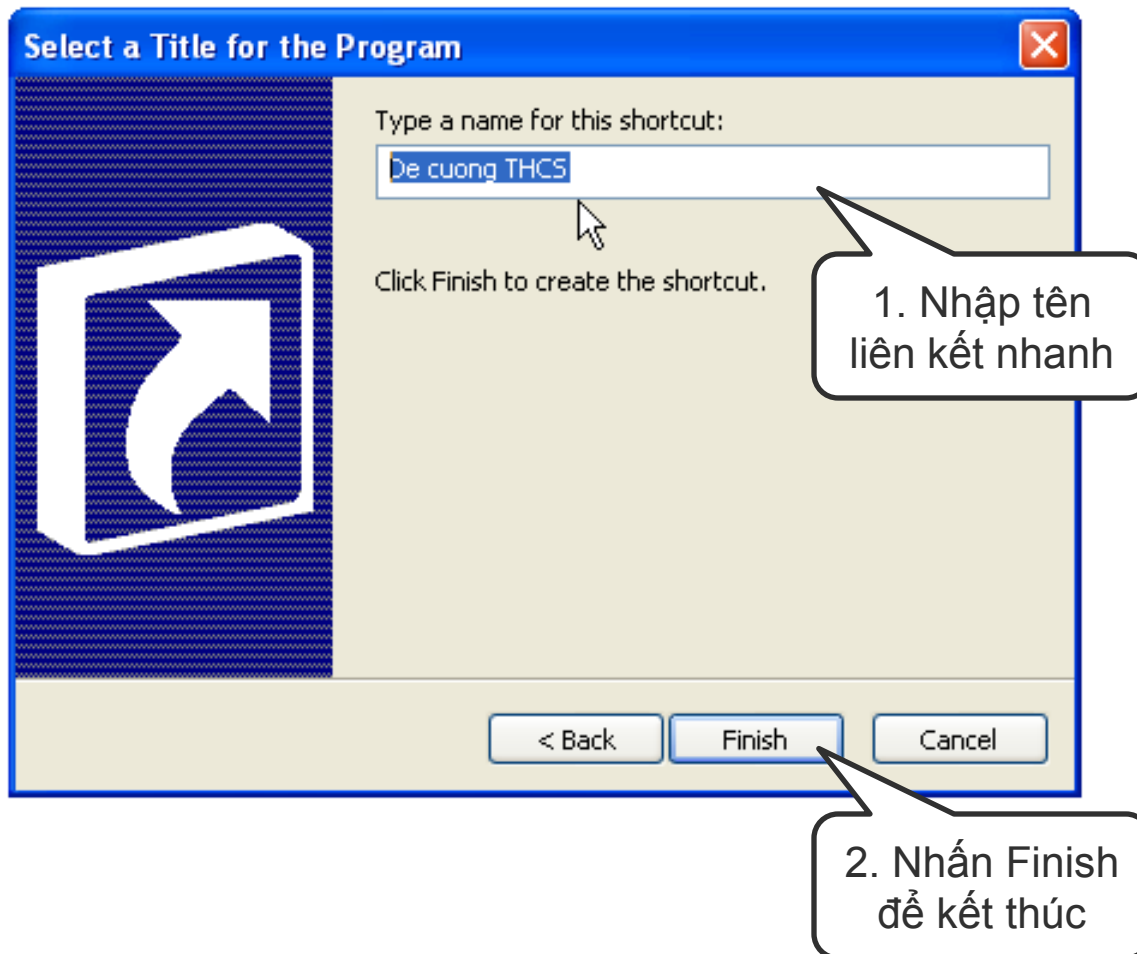 Select a Title for the Program
Type a name for this shortcut:
De cuong THCS
Click Finish to create the shortcut.
1. Nhập tên
liên kết nhanh
< Back
Finish
Cancel
2. Nhấn Finish
để kết thúc